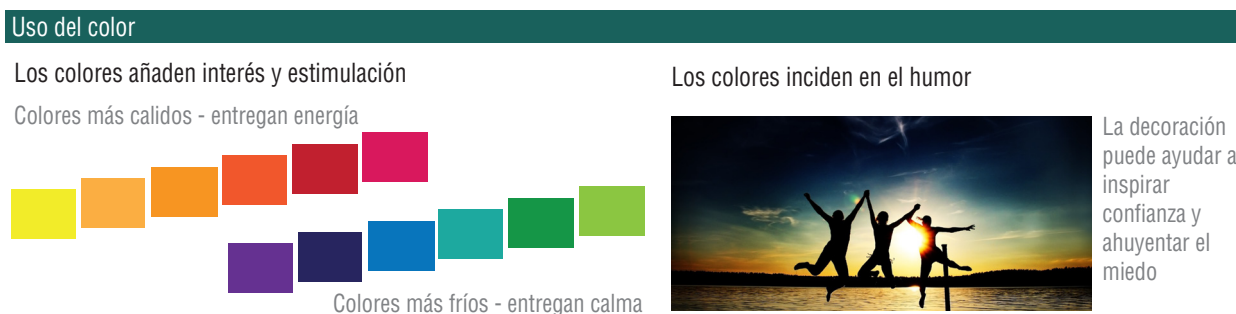 Uso del color
Los colores añaden interés y estimulación
Colores más calidos - entregan energía
Colores más fríos - entregan calma
Los colores inciden en el humor
La decoración
puede ayudar a
inspirar
confianza y
ahuyentar el
miedo